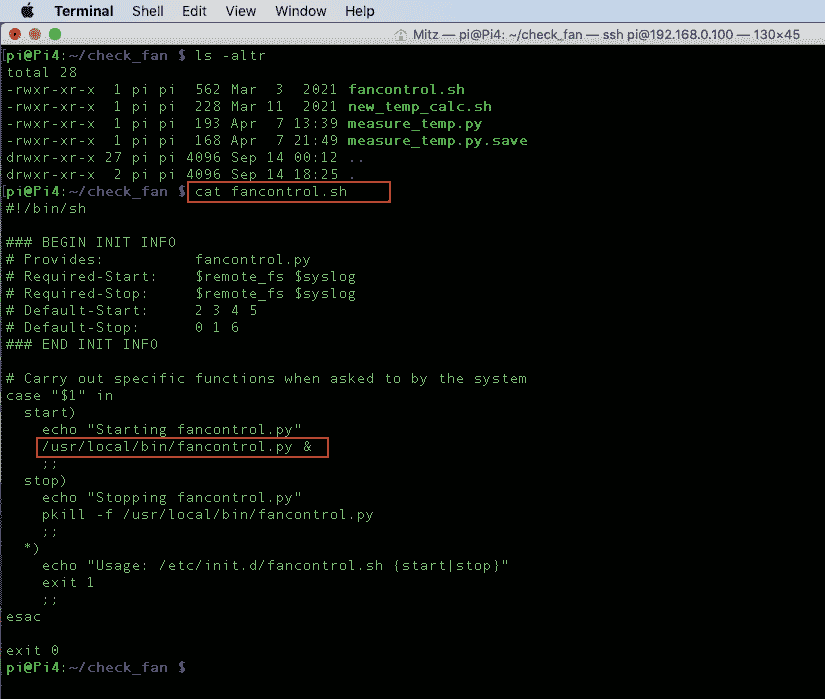 Terminal Shell Edit View Window Help
Mitz — pi@Pi4: ~/check_fan — ssh pi@192.168.0.100 — 130×45
pi@Pi4:~/check_fan $ ls -altr
total 28
-rwxr-xr-x  1 pi pi  562 Mar  3  2021 fancontrol.sh
-rwxr-xr-x  1 pi pi  228 Mar 11  2021 new_temp_calc.sh
-rwxr-xr-x  1 pi pi  193 Apr  7 13:39 measure_temp.py
-rwxr-xr-x  1 pi pi  168 Apr  7 21:49 measure_temp.py.save
drwxr-xr-x 27 pi pi 4096 Sep 14 00:12 ..
drwxr-xr-x  2 pi pi 4096 Sep 14 18:25 .
pi@Pi4:~/check_fan $ cat fancontrol.sh
#!/bin/sh
### BEGIN INIT INFO
# Provides:          fancontrol.py
# Required-Start:    $remote_fs $syslog
# Required-Stop:     $remote_fs $syslog
# Default-Start:     2 3 4 5
# Default-Stop:      0 1 6
### END INIT INFO
# Carry out specific functions when asked to by the system
case "$1" in
  start)
    echo "Starting fancontrol.py"
    /usr/local/bin/fancontrol.py &
    ;;
  stop)
    echo "Stopping fancontrol.py"
    pkill -f /usr/local/bin/fancontrol.py
    ;;
  *)
    echo "Usage: /etc/init.d/fancontrol.sh {start|stop}"
    exit 1
    ;;
esac
exit 0
pi@Pi4:~/check_fan $